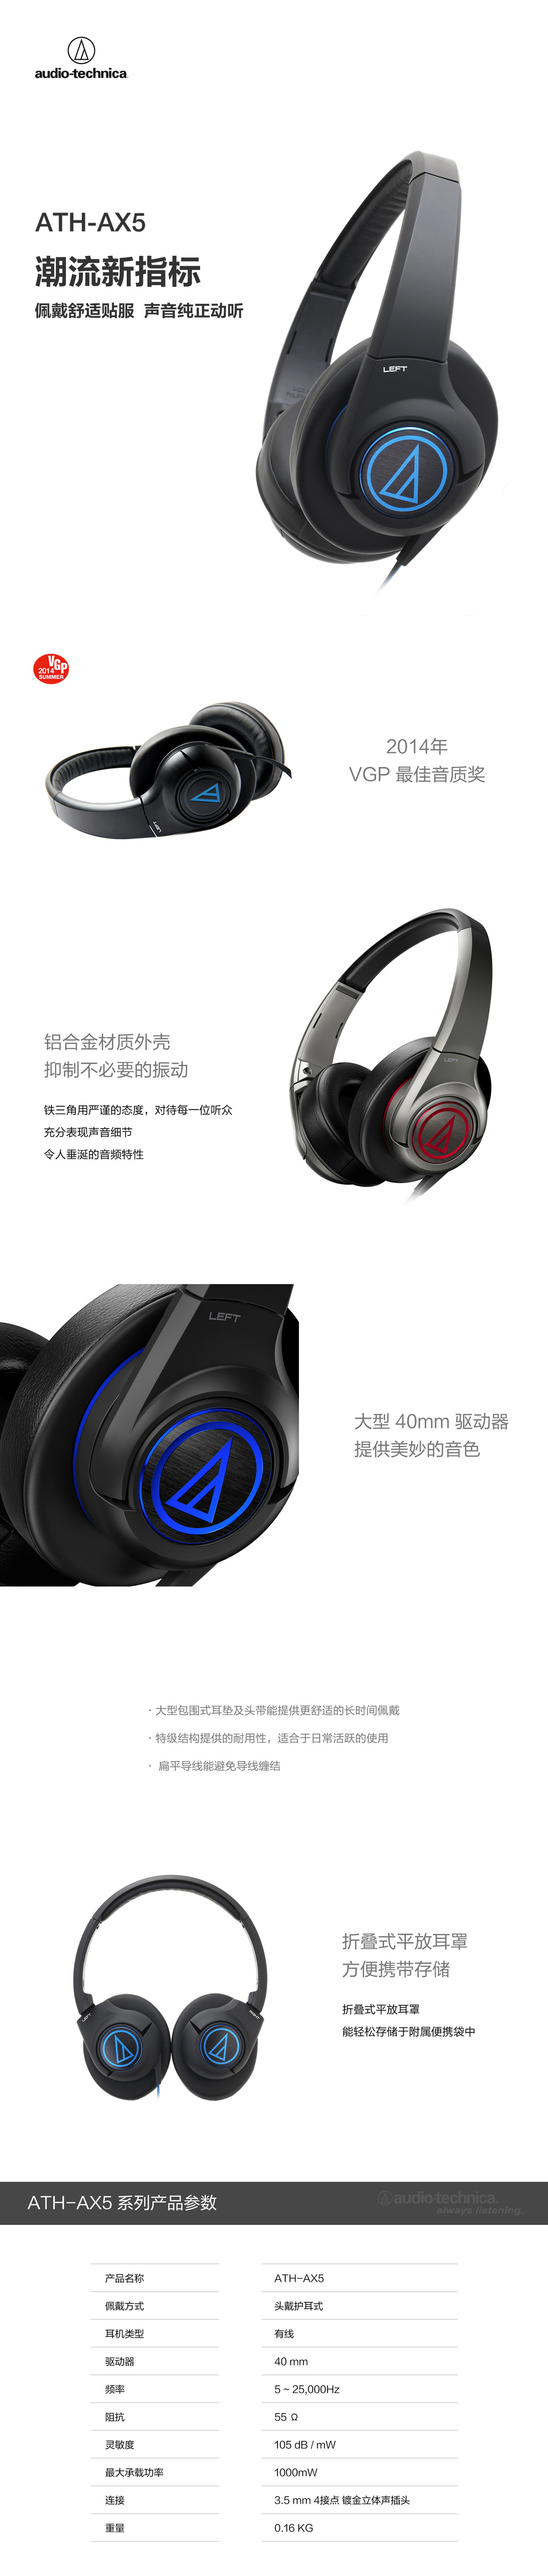 audio-technica
ATH-AX5
潮流新指标
佩戴舒适贴服 声音纯正动听
LEFT
VGP
2014
SUMMER
LEFT
2014年
VGP 最佳音质奖
铝合金材质外壳
抑制不必要的振动
铁三角用严谨的态度，对待每一位听众
充分表现声音细节
令人垂涎的音频特性
LEFT
LEFT
大型 40mm 驱动器
提供美妙的音色
· 大型包围式耳垫及头带能提供更舒适的长时间佩戴
· 特级结构提供的耐用性，适合于日常活跃的使用
· 扁平导线能避免导线缠结
折叠式平放耳罩
方便携带存储
折叠式平放耳罩
能轻松存储于附属便携袋中
LEFT
ATH-AX5 系列产品参数
audio-technica
always listening.
产品名称 ATH-AX5
佩戴方式 头戴护耳式
耳机类型 有线
驱动器 40 mm
频率 5 ~ 25,000Hz
阻抗 55 Ω
灵敏度 105 dB / mW
最大承载功率 1000mW
连接 3.5 mm 4接点 镀金立体声插头
重量 0.16 KG